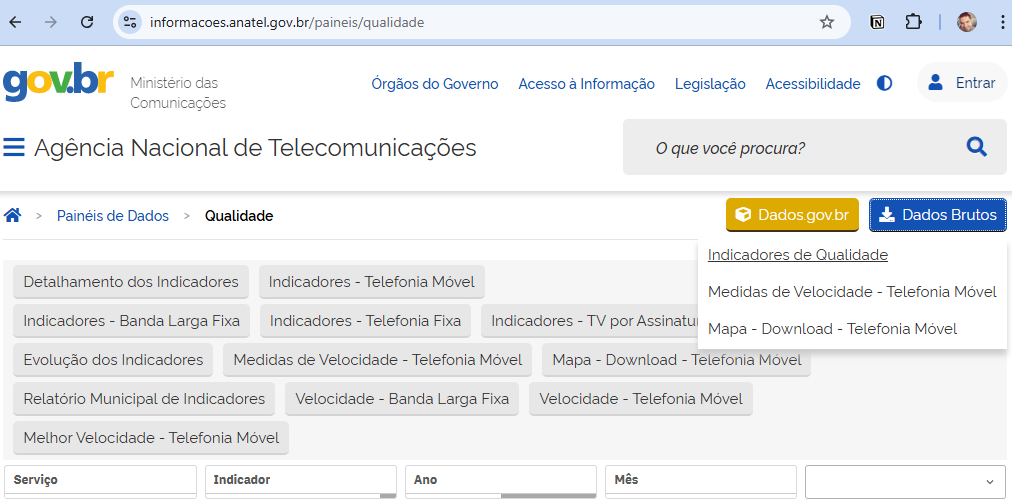 informacoes.anatel.gov.br/paineis/qualidade
gov.br
Ministério das
Comunicações
Órgãos do Governo Acesso à Informação Legislação Acessibilidade Entrar
Agência Nacional de Telecomunicações
O que você procura?
> Painéis de Dados > Qualidade
Dados.gov.br Dados Brutos
Indicadores de Qualidade
Medidas de Velocidade - Telefonia Móvel
Mapa - Download - Telefonia Móvel
Detalhamento dos Indicadores Indicadores - Telefonia Móvel
Indicadores - Banda Larga Fixa Indicadores - Telefonia Fixa Indicadores - TV por
Evolução dos Indicadores Medidas de Velocidade - Telefonia Móvel Mapa - Download - Telefonia Móvel
Relatório Municipal de Indicadores Velocidade - Banda Larga Fixa Velocidade - Telefonia Móvel
Melhor Velocidade - Telefonia Móvel
Serviço Indicador Ano Mês